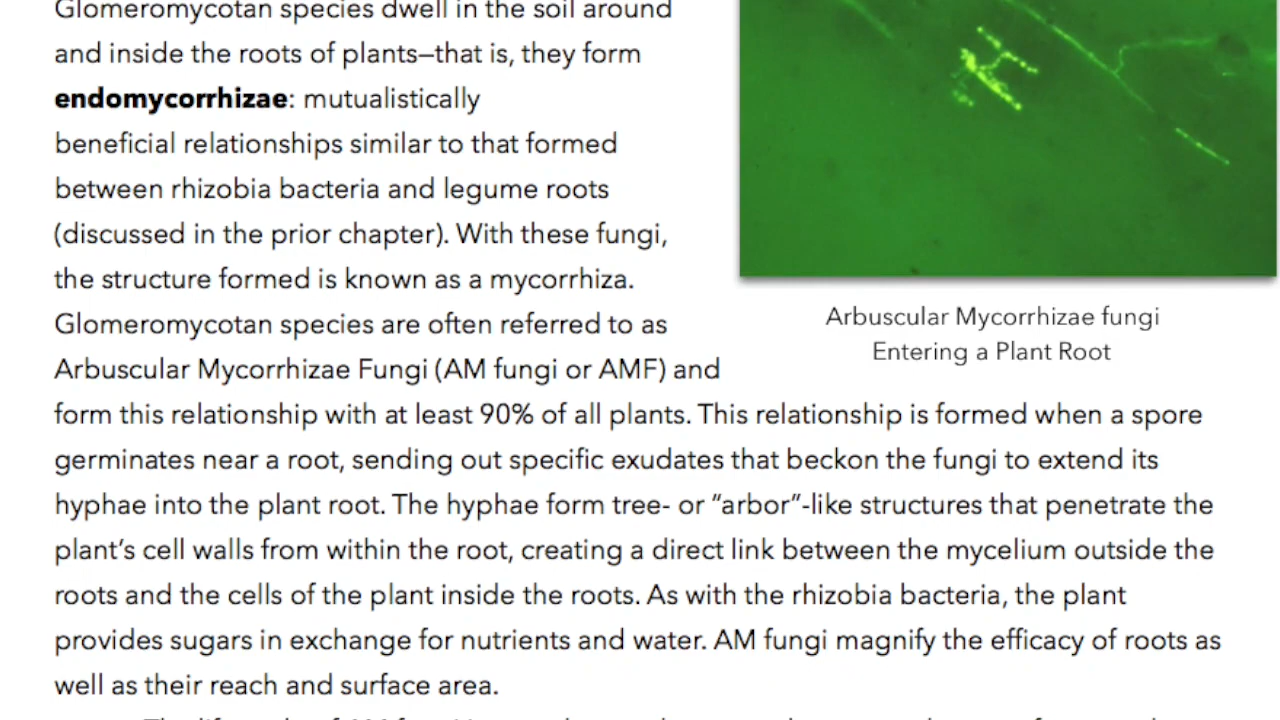 Glomeromycotan species dwell in the soil around
and inside the roots of plants—that is, they form
endomycorrhizae: mutualistically
beneficial relationships similar to that formed
between rhizobia bacteria and legume roots
(discussed in the prior chapter). With these fungi,
the structure formed is known as a mycorrhiza.
Glomeromycotan species are often referred to as
Arbuscular Mycorrhizae Fungi (AM fungi or AMF) and
form this relationship with at least 90% of all plants. This relationship is formed when a spore
germinates near a root, sending out specific exudates that beckon the fungi to extend its
hyphae into the plant root. The hyphae form tree- or “arbor”-like structures that penetrate the
plant’s cell walls from within the root, creating a direct link between the mycelium outside the
roots and the cells of the plant inside the roots. As with the rhizobia bacteria, the plant
provides sugars in exchange for nutrients and water. AM fungi magnify the efficacy of roots as
well as their reach and surface area.
Arbuscular Mycorrhizae fungi
Entering a Plant Root